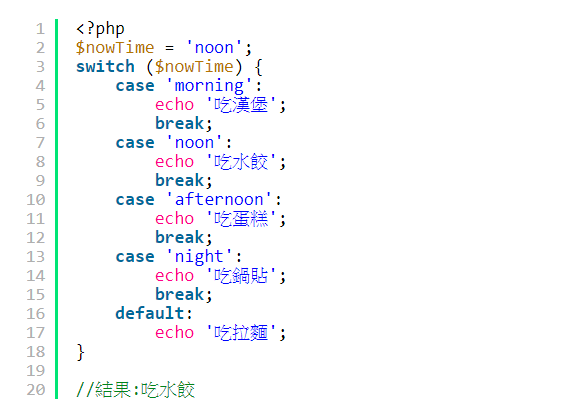 1 <?php
2 $nowTime = 'noon';
3 switch ($nowTime) {
4     case 'morning':
5         echo '吃漢堡';
6         break;
7     case 'noon':
8         echo '吃水餃';
9         break;
10     case 'afternoon':
11         echo '吃蛋糕';
12         break;
13     case 'night':
14         echo '吃鍋貼';
15         break;
16     default:
17         echo '吃拉麵';
18 }
19
20 //結果:吃水餃